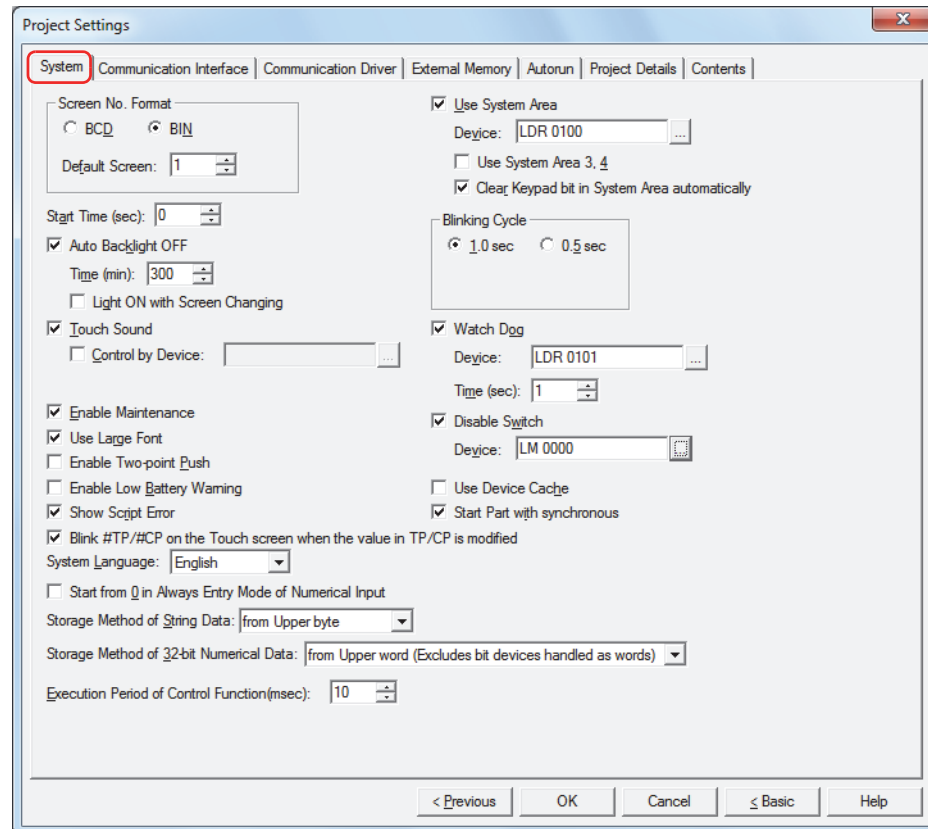 Project Settings
System Communication Interface Communication Driver External Memory Autorun Project Details Contents
Screen No. Format
BCD BIN
Default Screen: 1
Start Time (sec): 0
Auto Backlight OFF
Time (min): 300
Light ON with Screen Changing
Touch Sound
Control by Device: ...
Enable Maintenance
Use Large Font
Enable Two-point Push
Enable Low Battery Warning
Show Script Error
Blink #TP/#CP on the Touch screen when the value in TP/CP is modified
System Language: English
Start from 0 in Always Entry Mode of Numerical Input
Storage Method of String Data: from Upper byte
Storage Method of 32-bit Numerical Data: from Upper word (Excludes bit devices handled as words)
Execution Period of Control Function(msec): 10
Use System Area
Device: LDR 0100 ...
Use System Area 3, 4
Clear Keypad bit in System Area automatically
Blinking Cycle
1.0 sec 0.5 sec
Watch Dog
Device: LDR 0101 ...
Time (sec): 1
Disable Switch
Device: LM 0000 ...
Use Device Cache
Start Part with synchronous
< Previous OK Cancel < Basic Help